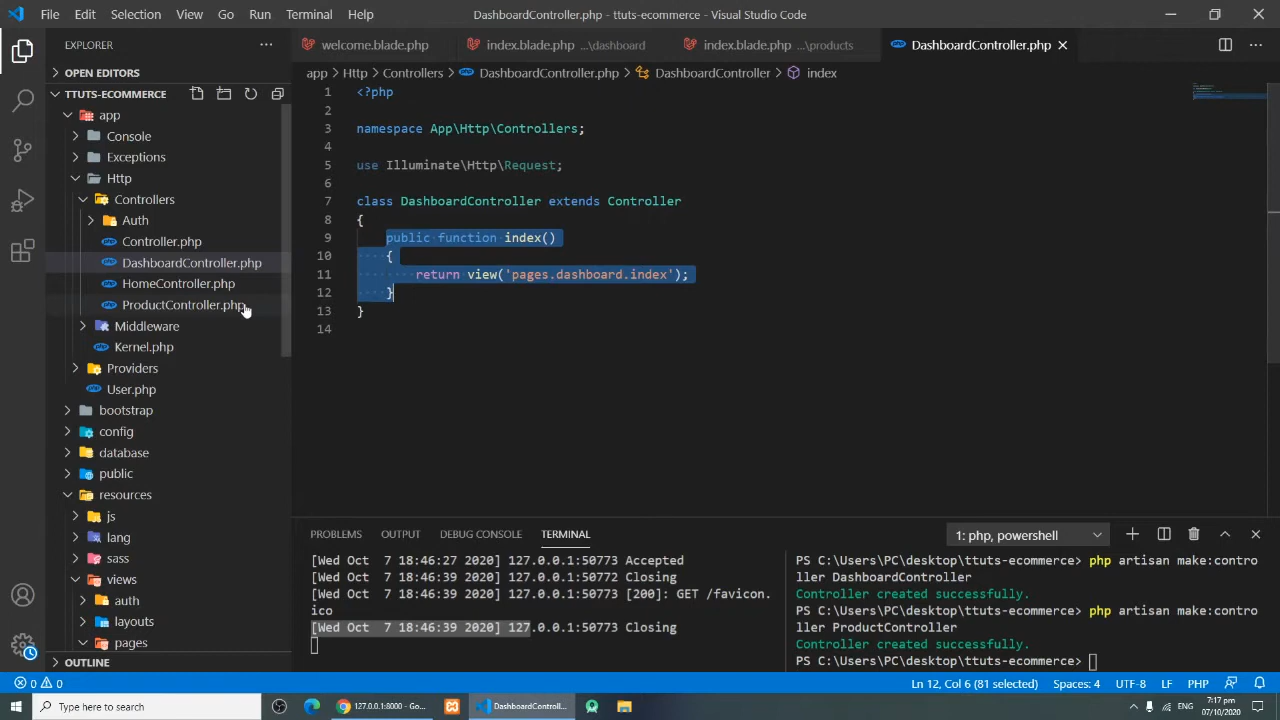 File Edit Selection View Go Run Terminal Help
DashboardController.php - ttuts-ecommerce - Visual Studio Code
EXPLORER
welcome.blade.php
index.blade.php ...\dashboard
index.blade.php ...\products
DashboardController.php
OPEN EDITORS
app > Http > Controllers > DashboardController.php > DashboardController > index
TTUTS-ECOMMERCE
app
Console
Exceptions
Http
Controllers
Auth
Controller.php
DashboardController.php
HomeController.php
ProductController.php
Middleware
Kernel.php
Providers
User.php
bootstrap
config
database
public
resources
js
lang
sass
views
auth
layouts
pages
OUTLINE
1 <?php
2
3 namespace App\Http\Controllers;
4
5 use Illuminate\Http\Request;
6
7 class DashboardController extends Controller
8 {
9 public function index()
10 {
11 return view('pages.dashboard.index');
12 }
13 }
14
PROBLEMS OUTPUT DEBUG CONSOLE TERMINAL
1: php, powershell
[Wed Oct 7 18:46:27 2020] 127.0.0.1:50773 Accepted
[Wed Oct 7 18:46:39 2020] 127.0.0.1:50772 Closing
[Wed Oct 7 18:46:39 2020] 127.0.0.1:50773 [200]: GET /favicon.
ico
[Wed Oct 7 18:46:39 2020] 127.0.0.1:50773 Closing
PS C:\Users\PC\desktop\ttuts-ecommerce> php artisan make:contro
ller DashboardController
Controller created successfully.
PS C:\Users\PC\desktop\ttuts-ecommerce> php artisan make:contro
ller ProductController
Controller created successfully.
PS C:\Users\PC\desktop\ttuts-ecommerce>
0 0 Ln 12, Col 6 (81 selected) Spaces: 4 UTF-8 LF PHP
Type here to search
127.0.0.1:8000 - Go...
DashboardControll...
ENG
7:17 pm
07/10/2020